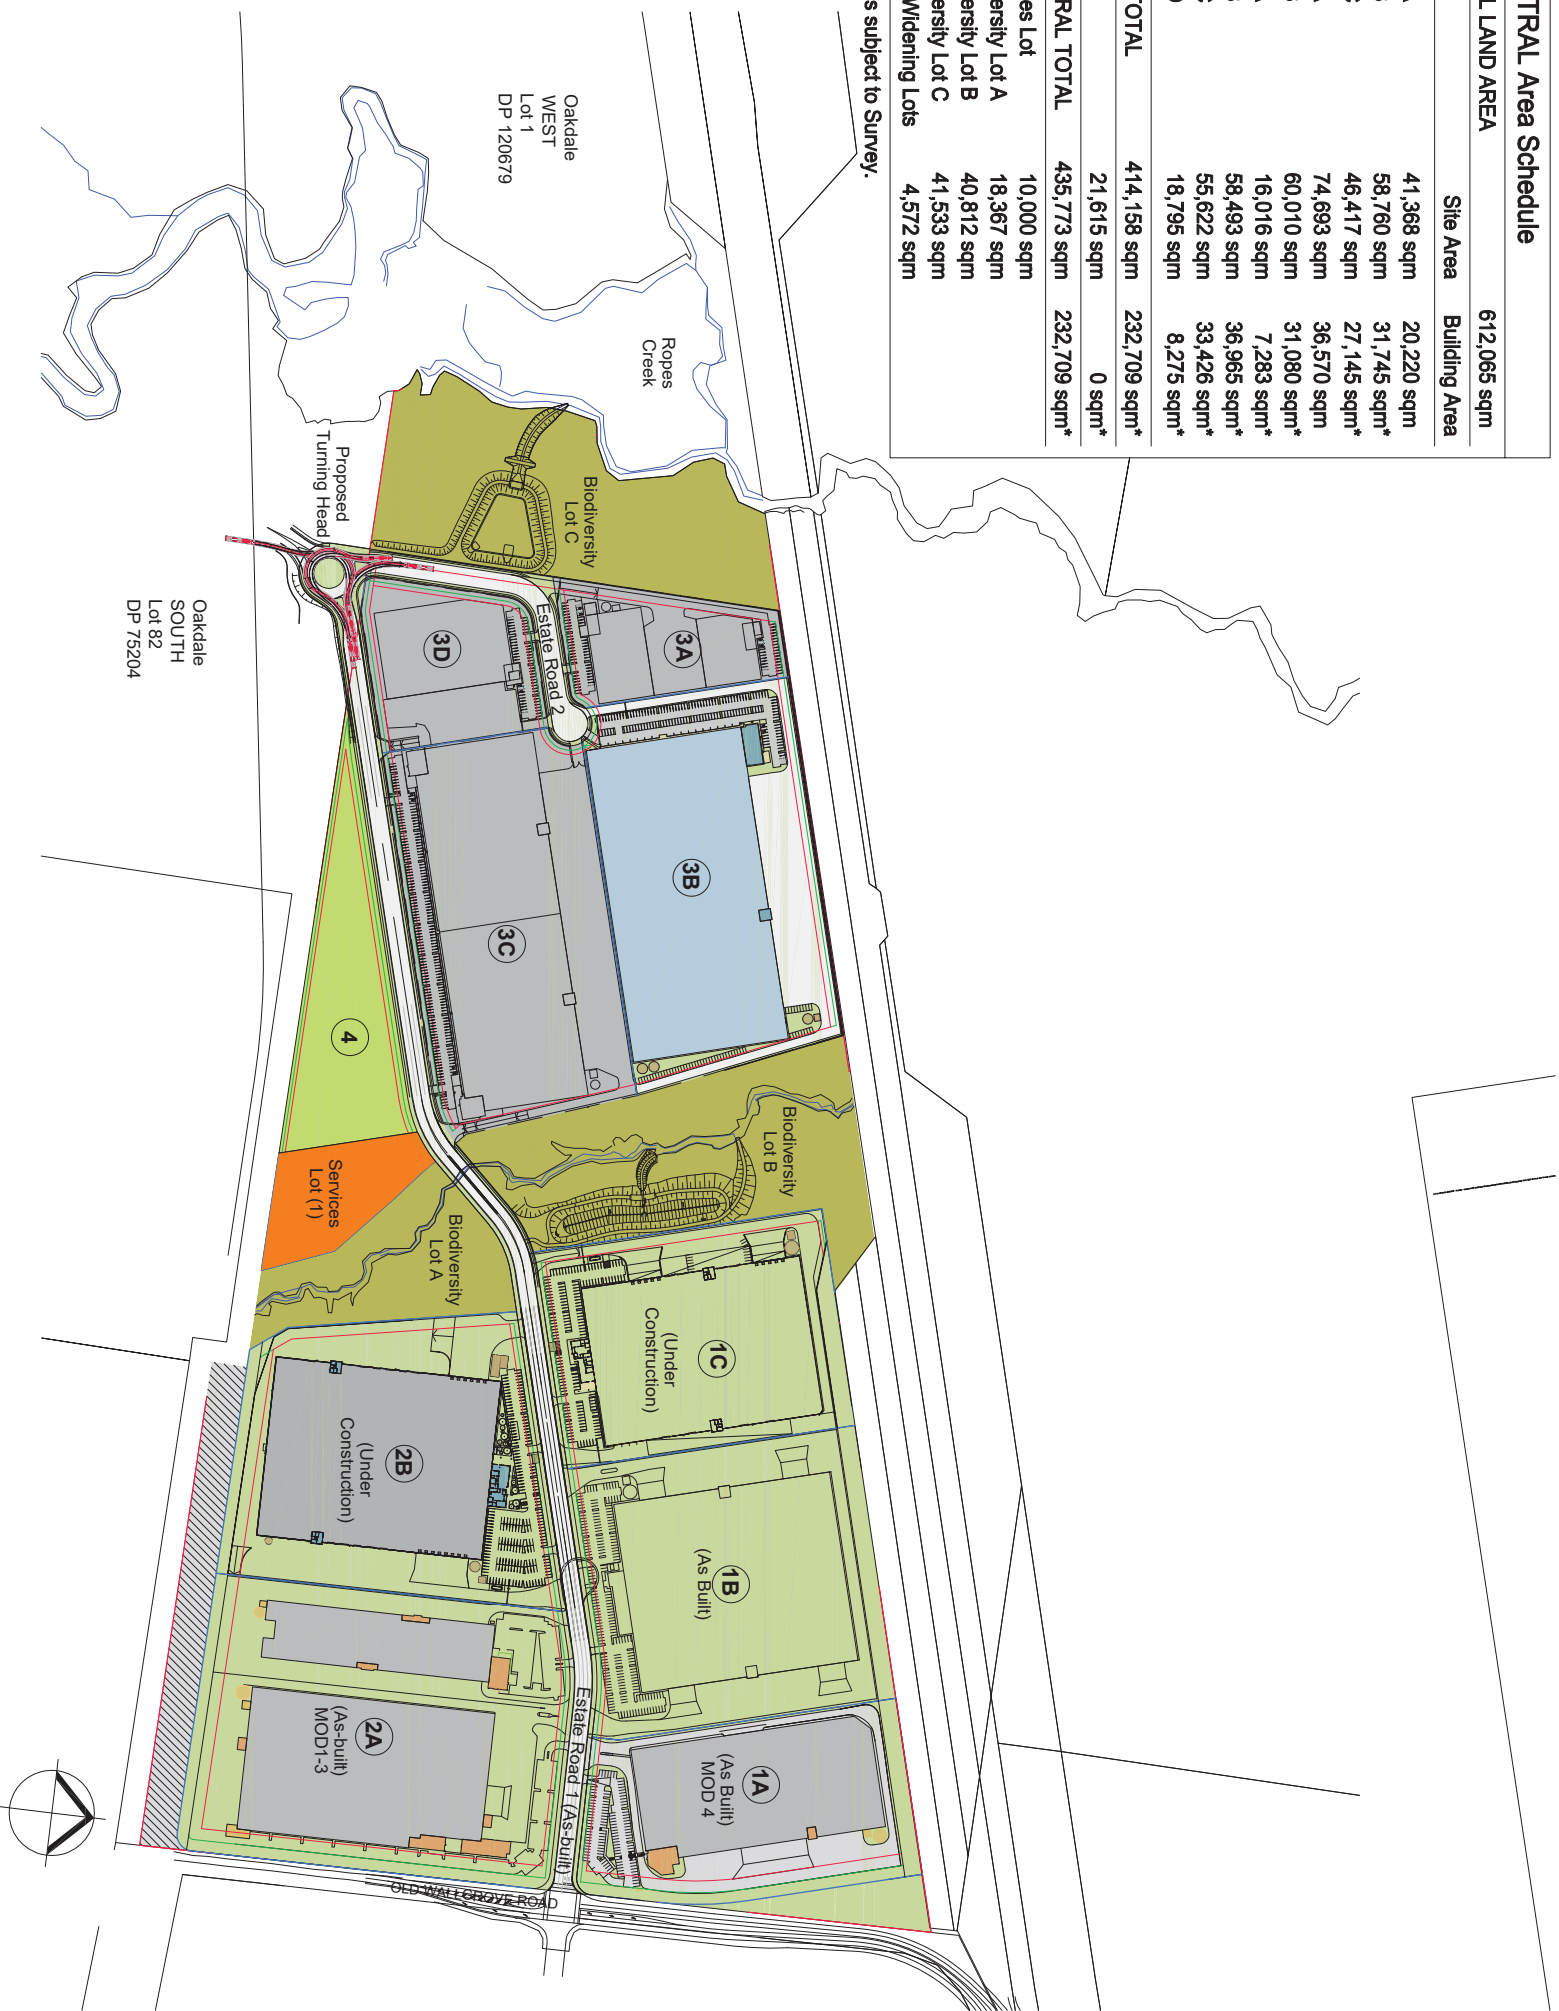 TRAL Area Schedule
L LAND AREA 612,065 sqm
Site Area Building Area
41,368 sqm 20,220 sqm
58,760 sqm 31,745 sqm*
46,417 sqm 27,145 sqm*
74,693 sqm 36,570 sqm
60,010 sqm 31,080 sqm*
16,016 sqm 7,283 sqm*
58,493 sqm 36,965 sqm*
55,622 sqm 33,426 sqm*
18,795 sqm 8,275 sqm*
TOTAL 414,158 sqm 232,709 sqm*
21,615 sqm 0 sqm*
RAL TOTAL 435,773 sqm 232,709 sqm*
es Lot 10,000 sqm
ersity Lot A 18,367 sqm
ersity Lot B 40,812 sqm
ersity Lot C 41,533 sqm
Widening Lots 4,572 sqm
s subject to Survey.
Ropes
Creek
Oakdale
WEST
Lot 1
DP 120679
Biodiversity
Lot C
Proposed
Turning Head
Oakdale
SOUTH
Lot 82
DP 75204
3A
Estate Road 2
3D
3B
3C
4
Biodiversity
Lot B
Services
Lot (1)
Biodiversity
Lot A
1C
(Under
Construction)
2B
(Under
Construction)
1B
(As Built)
1A
(As Built)
MOD 4
Estate Road 1 (As-built)
2A
(As-built)
MOD1-3
OLD WALLGROVE ROAD